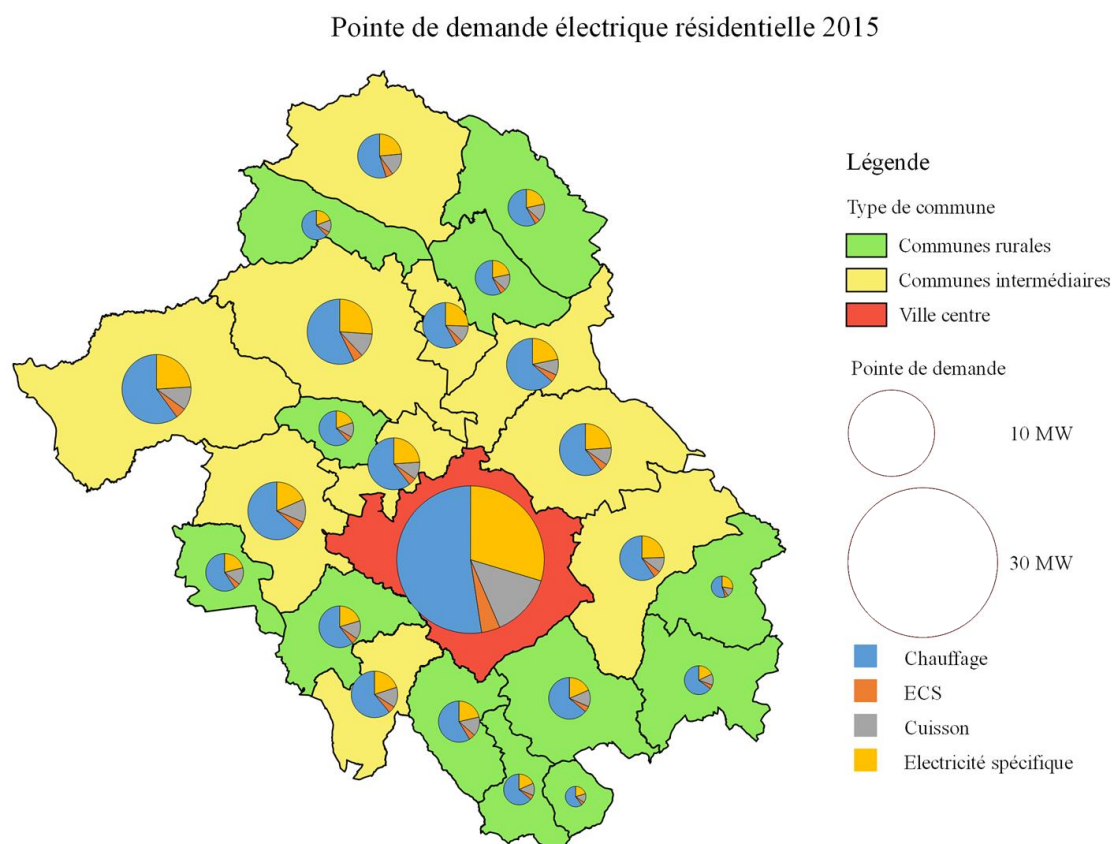 Pointe de demande électrique résidentielle 2015
Légende
Type de commune
Communes rurales
Communes intermédiaires
Ville centre
Pointe de demande
10 MW
30 MW
Chauffage
ECS
Cuisson
Electricité spécifique